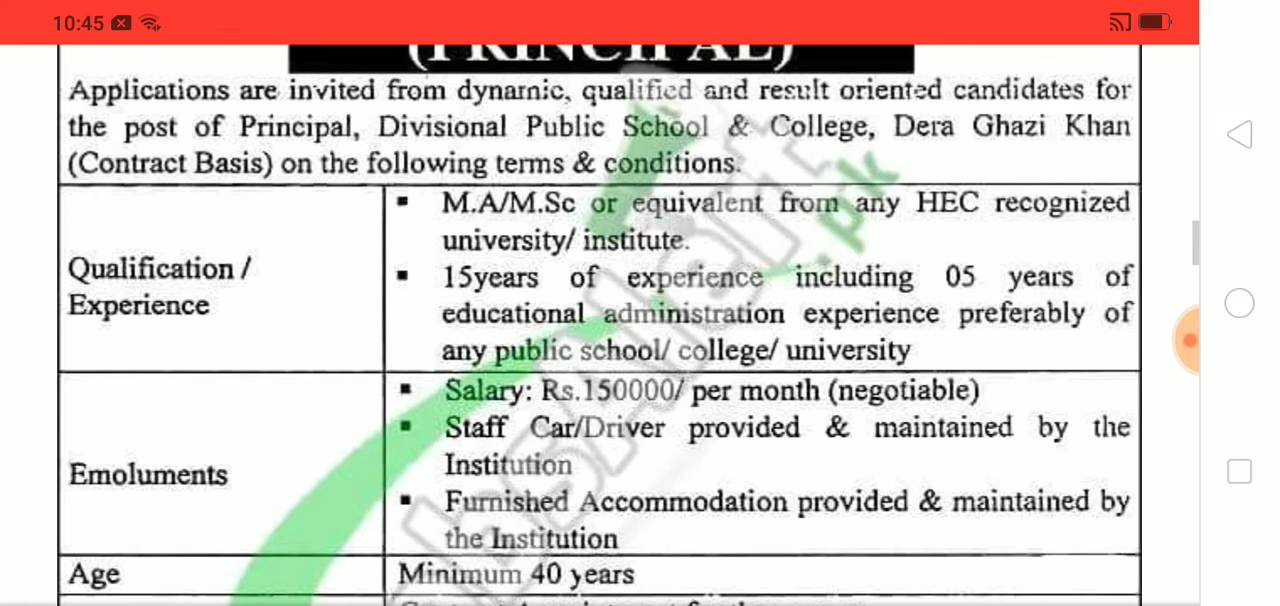 10:45
(PRINCIPAL)
Applications are invited from dynamic, qualified and result oriented candidates for
the post of Principal, Divisional Public School & College, Dera Ghazi Khan
(Contract Basis) on the following terms & conditions.
Qualification /
Experience
▪ M.A/M.Sc or equivalent from any HEC recognized
university/ institute.
▪ 15years of experience including 05 years of
educational administration experience preferably of
any public school/ college/ university
Emoluments
▪ Salary: Rs.150000/ per month (negotiable)
▪ Staff Car/Driver provided & maintained by the
Institution
▪ Furnished Accommodation provided & maintained by
the Institution
Age
Minimum 40 years
.pk